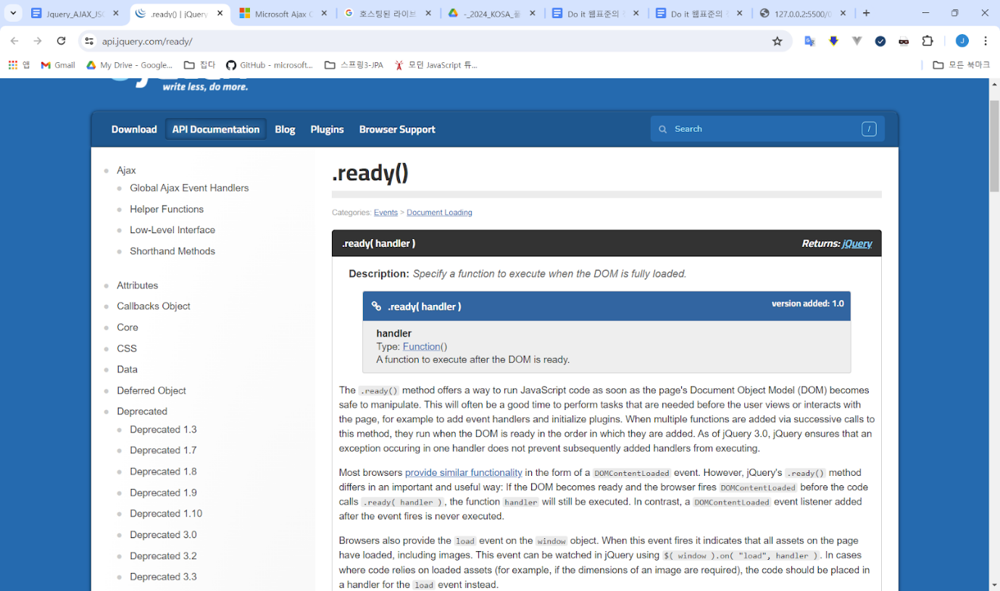 Jquery_AJAX_JS
.ready() | jQuery
Microsoft Ajax
호스팅된 라이브
-_2024_KOSA_풀
Do it 웹표준의
Do it 웹표준의
127.0.0.2:5500/
api.jquery.com/ready/
J
앱
Gmail
My Drive - Google...
잡다
GitHub - microsoft...
스프링3-JPA
모던 JavaScript 튜...
모든 북마크
write less, do more.
Download
API Documentation
Blog
Plugins
Browser Support
Search
/
Ajax
Global Ajax Event Handlers
Helper Functions
Low-Level Interface
Shorthand Methods
Attributes
Callbacks Object
Core
CSS
Data
Deferred Object
Deprecated
Deprecated 1.3
Deprecated 1.7
Deprecated 1.8
Deprecated 1.9
Deprecated 1.10
Deprecated 3.0
Deprecated 3.2
Deprecated 3.3
.ready()
Categories: Events > Document Loading
.ready( handler ) Returns: jQuery
Description: Specify a function to execute when the DOM is fully loaded.
.ready( handler ) version added: 1.0
handler
Type: Function()
A function to execute after the DOM is ready.
The .ready() method offers a way to run JavaScript code as soon as the page's Document Object Model (DOM) becomes
safe to manipulate. This will often be a good time to perform tasks that are needed before the user views or interacts with
the page, for example to add event handlers and initialize plugins. When multiple functions are added via successive calls to
this method, they run when the DOM is ready in the order in which they are added. As of jQuery 3.0, jQuery ensures that an
exception occuring in one handler does not prevent subsequently added handlers from executing.
Most browsers provide similar functionality in the form of a DOMContentLoaded event. However, jQuery's .ready() method
differs in an important and useful way: If the DOM becomes ready and the browser fires DOMContentLoaded before the code
calls .ready( handler ), the function handler will still be executed. In contrast, a DOMContentLoaded event listener added
after the event fires is never executed.
Browsers also provide the load event on the window object. When this event fires it indicates that all assets on the page
have loaded, including images. This event can be watched in jQuery using $( window ).on( "load", handler ). In cases
where code relies on loaded assets (for example, if the dimensions of an image are required), the code should be placed in
a handler for the load event instead.